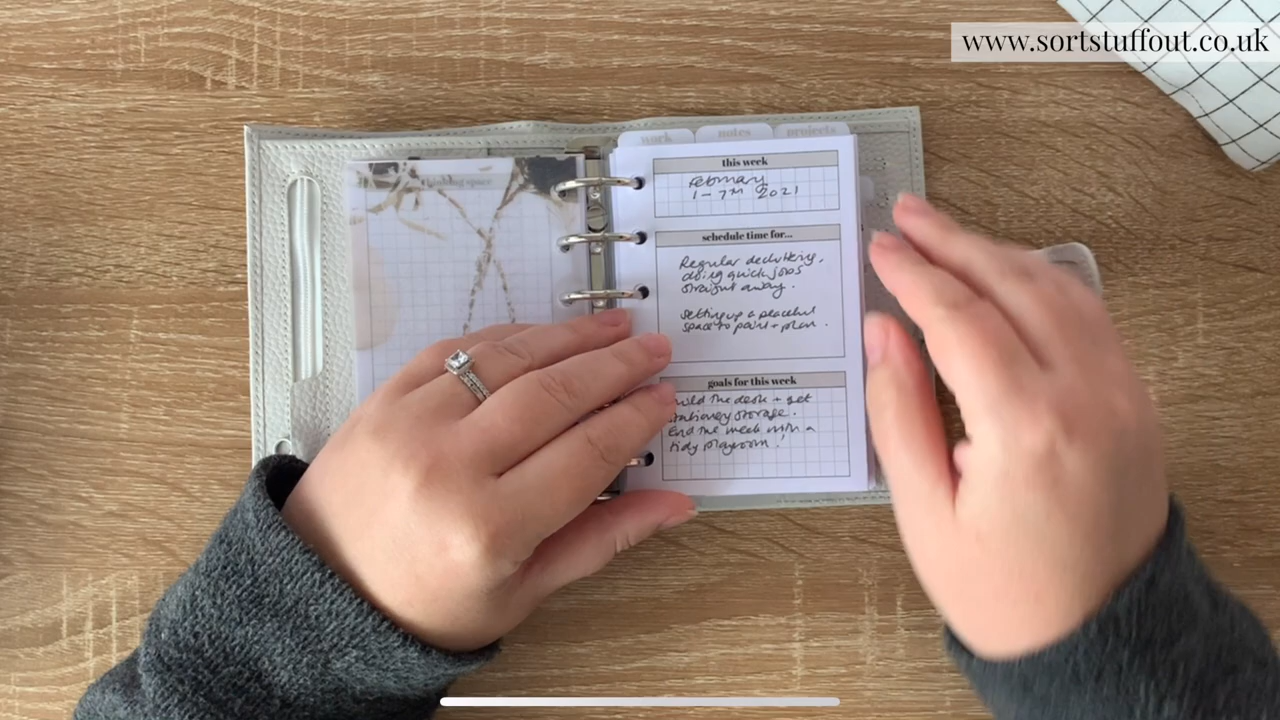 www.sortstuffout.co.uk
work notes projects
this week
February
1 - 7TH 2021
schedule time for...
Regular decluttering,
doing quick jobs
straight away.
Setting up a peaceful
space to paint + plan.
goals for this week
build the desk + get
stationery storage.
End the week with a
tidy playroom!